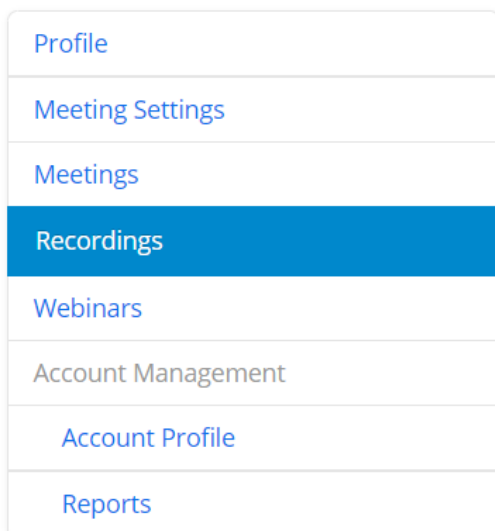 Profile
Meeting Settings
Meetings
Recordings
Webinars
Account Management
Account Profile
Reports